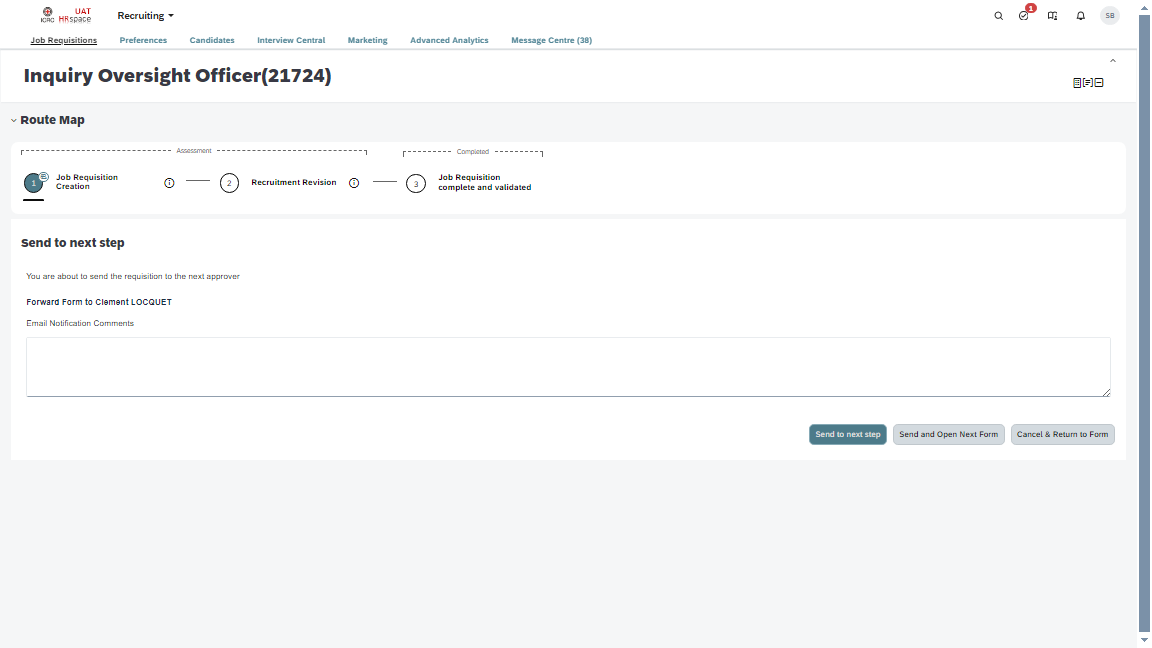 ICRC
UAT
HRspace
Recruiting
1
SB
Job Requisitions
Preferences
Candidates
Interview Central
Marketing
Advanced Analytics
Message Centre (38)
Inquiry Oversight Officer(21724)
Route Map
Assessment
Completed
1
Job Requisition
Creation
2
Recruitment Revision
3
Job Requisition
complete and validated
Send to next step
You are about to send the requisition to the next approver
Forward Form to Clement LOCQUET
Email Notification Comments
Send to next step
Send and Open Next Form
Cancel & Return to Form